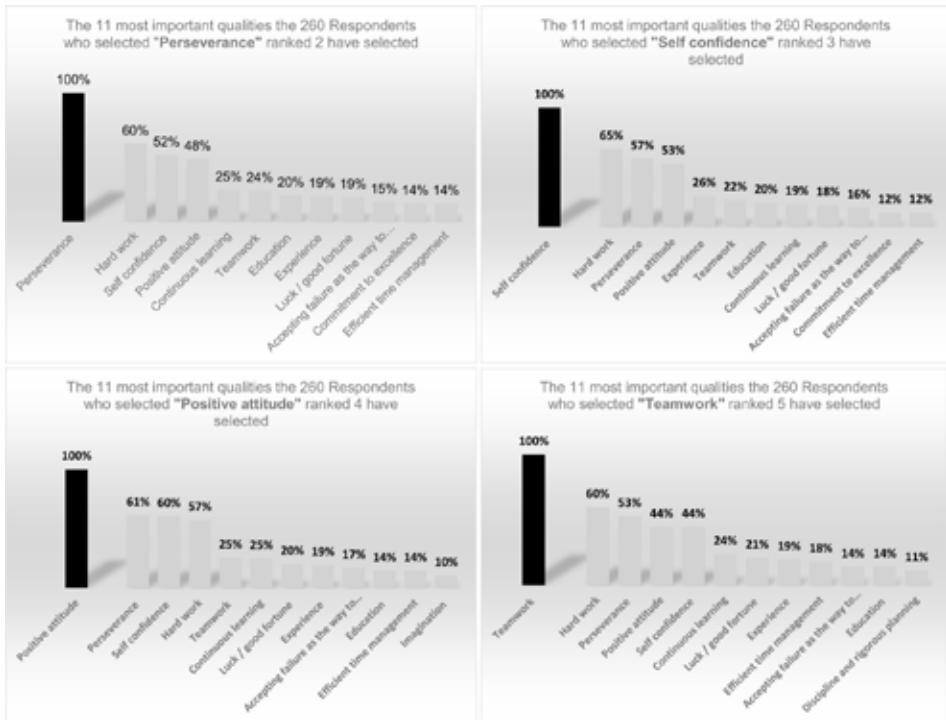 The 11 most important qualities the 260 Respondents
who selected "Perseverance" ranked 2 have
selected
100%
60%
52%
48%
25%
24%
20%
19%
19%
15%
14%
14%
Perseverance
Hard work
Self confidence
Positive attitude
Continuous learning
Teamwork
Education
Experience
Luck / good fortune
Accepting failure as the way to...
Commitment to excellence
Efficient time management
The 11 most important qualities the 260 Respondents
who selected "Self confidence" ranked 3 have
selected
100%
65%
57%
53%
26%
22%
20%
19%
18%
16%
12%
12%
Self confidence
Hard work
Perseverance
Positive attitude
Experience
Teamwork
Education
Continuous learning
Luck / good fortune
Accepting failure as the way to...
Commitment to excellence
Efficient time management
The 11 most important qualities the 260 Respondents
who selected "Positive attitude" ranked 4 have
selected
100%
61%
60%
57%
25%
25%
20%
19%
17%
14%
14%
10%
Positive attitude
Perseverance
Self confidence
Hard work
Teamwork
Continuous learning
Luck / good fortune
Experience
Accepting failure as the way to...
Education
Efficient time management
Imagination
The 11 most important qualities the 260 Respondents
who selected "Teamwork" ranked 5 have selected
100%
60%
53%
44%
44%
24%
21%
19%
18%
14%
14%
11%
Teamwork
Hard work
Perseverance
Positive attitude
Self confidence
Continuous learning
Luck / good fortune
Experience
Efficient time management
Accepting failure as the way to...
Education
Discipline and rigorous planning